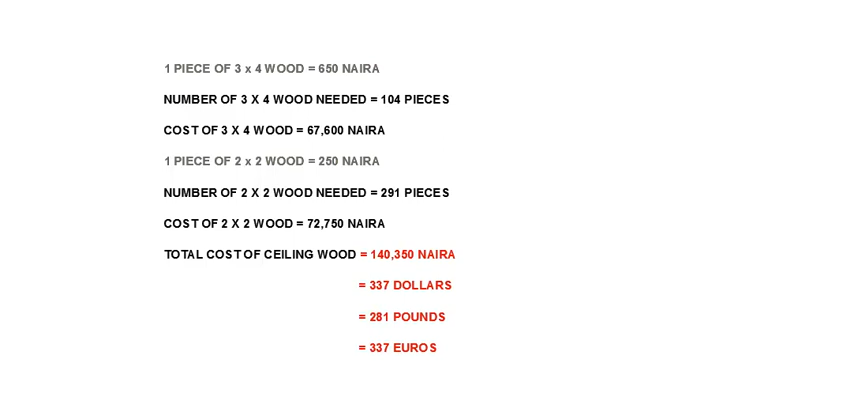 1 PIECE OF 3 x 4 WOOD = 650 NAIRA
NUMBER OF 3 X 4 WOOD NEEDED = 104 PIECES
COST OF 3 X 4 WOOD = 67,600 NAIRA
1 PIECE OF 2 x 2 WOOD = 250 NAIRA
NUMBER OF 2 X 2 WOOD NEEDED = 291 PIECES
COST OF 2 X 2 WOOD = 72,750 NAIRA
TOTAL COST OF CEILING WOOD = 140,350 NAIRA
= 337 DOLLARS
= 281 POUNDS
= 337 EUROS